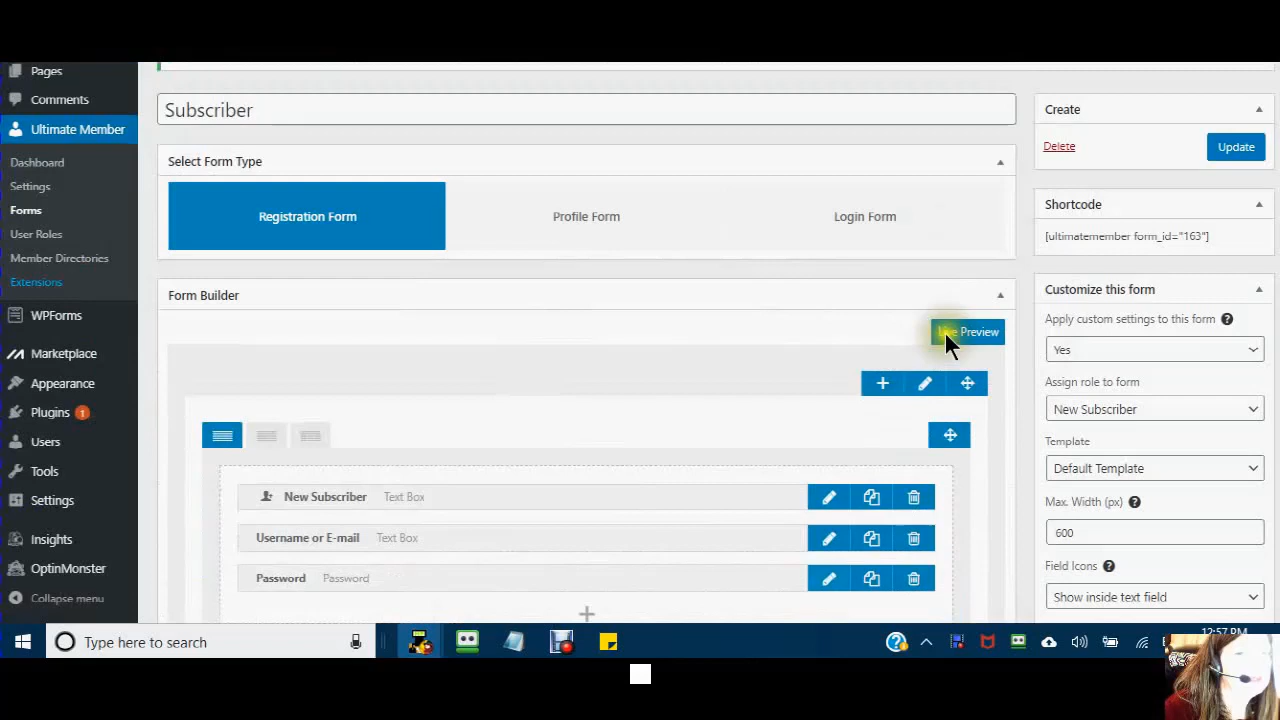 Pages
Comments
Ultimate Member
Dashboard
Settings
Forms
User Roles
Member Directories
Extensions
WPForms
Marketplace
Appearance
Plugins 1
Users
Tools
Settings
Insights
OptinMonster
Collapse menu
Subscriber
Select Form Type
Registration Form Profile Form Login Form
Form Builder
Live Preview
New Subscriber Text Box
Username or E-mail Text Box
Password Password
Create
Delete Update
Shortcode
[ultimatemember form_id="163"]
Customize this form
Apply custom settings to this form ?
Yes
Assign role to form
New Subscriber
Template
Default Template
Max. Width (px) ?
600
Field Icons ?
Show inside text field
Type here to search
12:57 PM